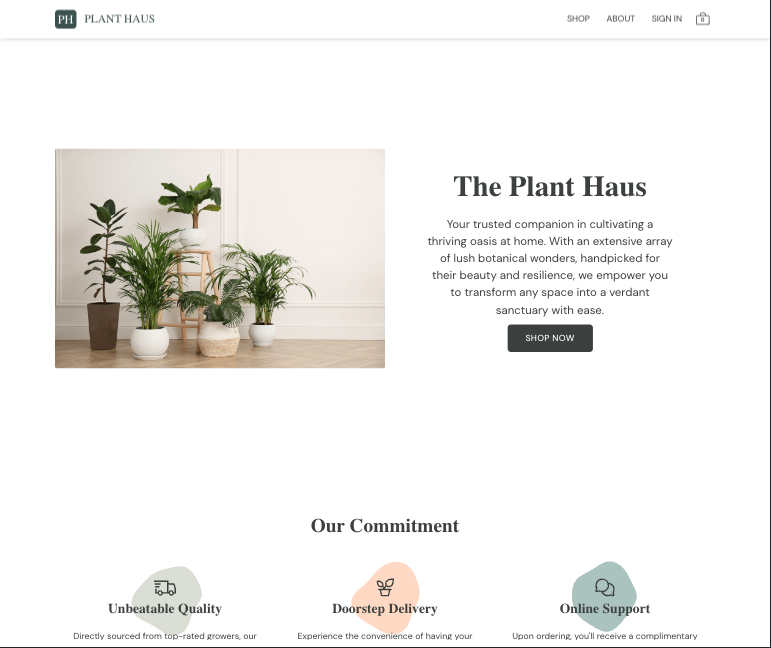 PH PLANT HAUS
SHOP ABOUT SIGN IN 0
The Plant Haus
Your trusted companion in cultivating a
thriving oasis at home. With an extensive array
of lush botanical wonders, handpicked for
their beauty and resilience, we empower you
to transform any space into a verdant
sanctuary with ease.
SHOP NOW
Our Commitment
Unbeatable Quality
Directly sourced from top-rated growers, our
Doorstep Delivery
Experience the convenience of having your
Online Support
Upon ordering, you'll receive a complimentary